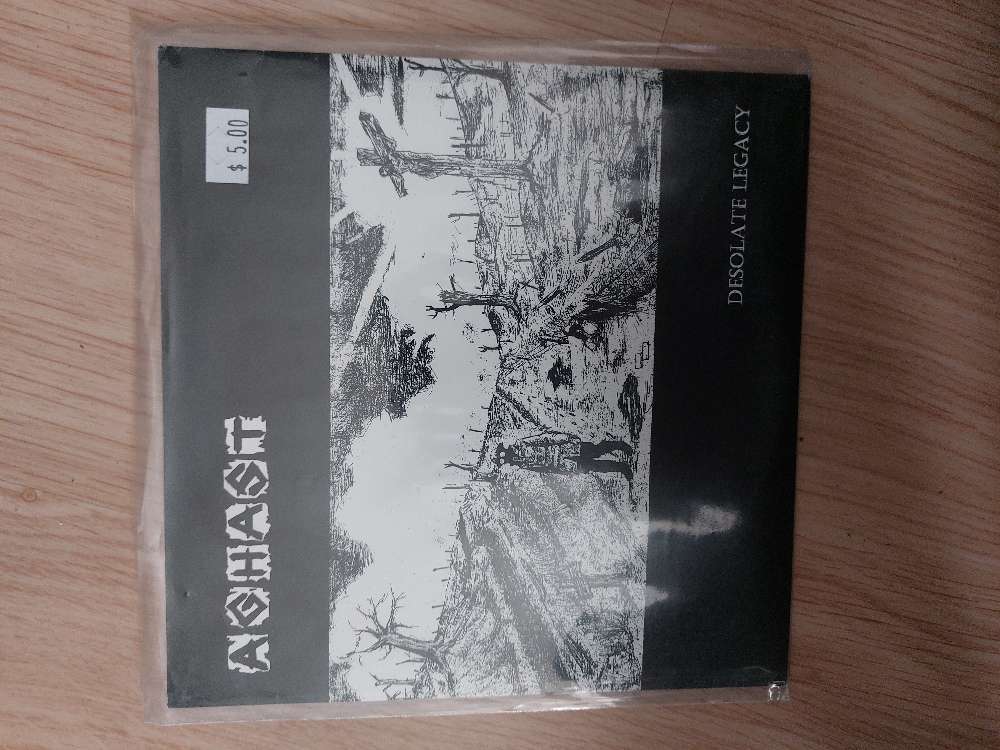 AGHAST
$ 5.00
DESOLATE LEGACY